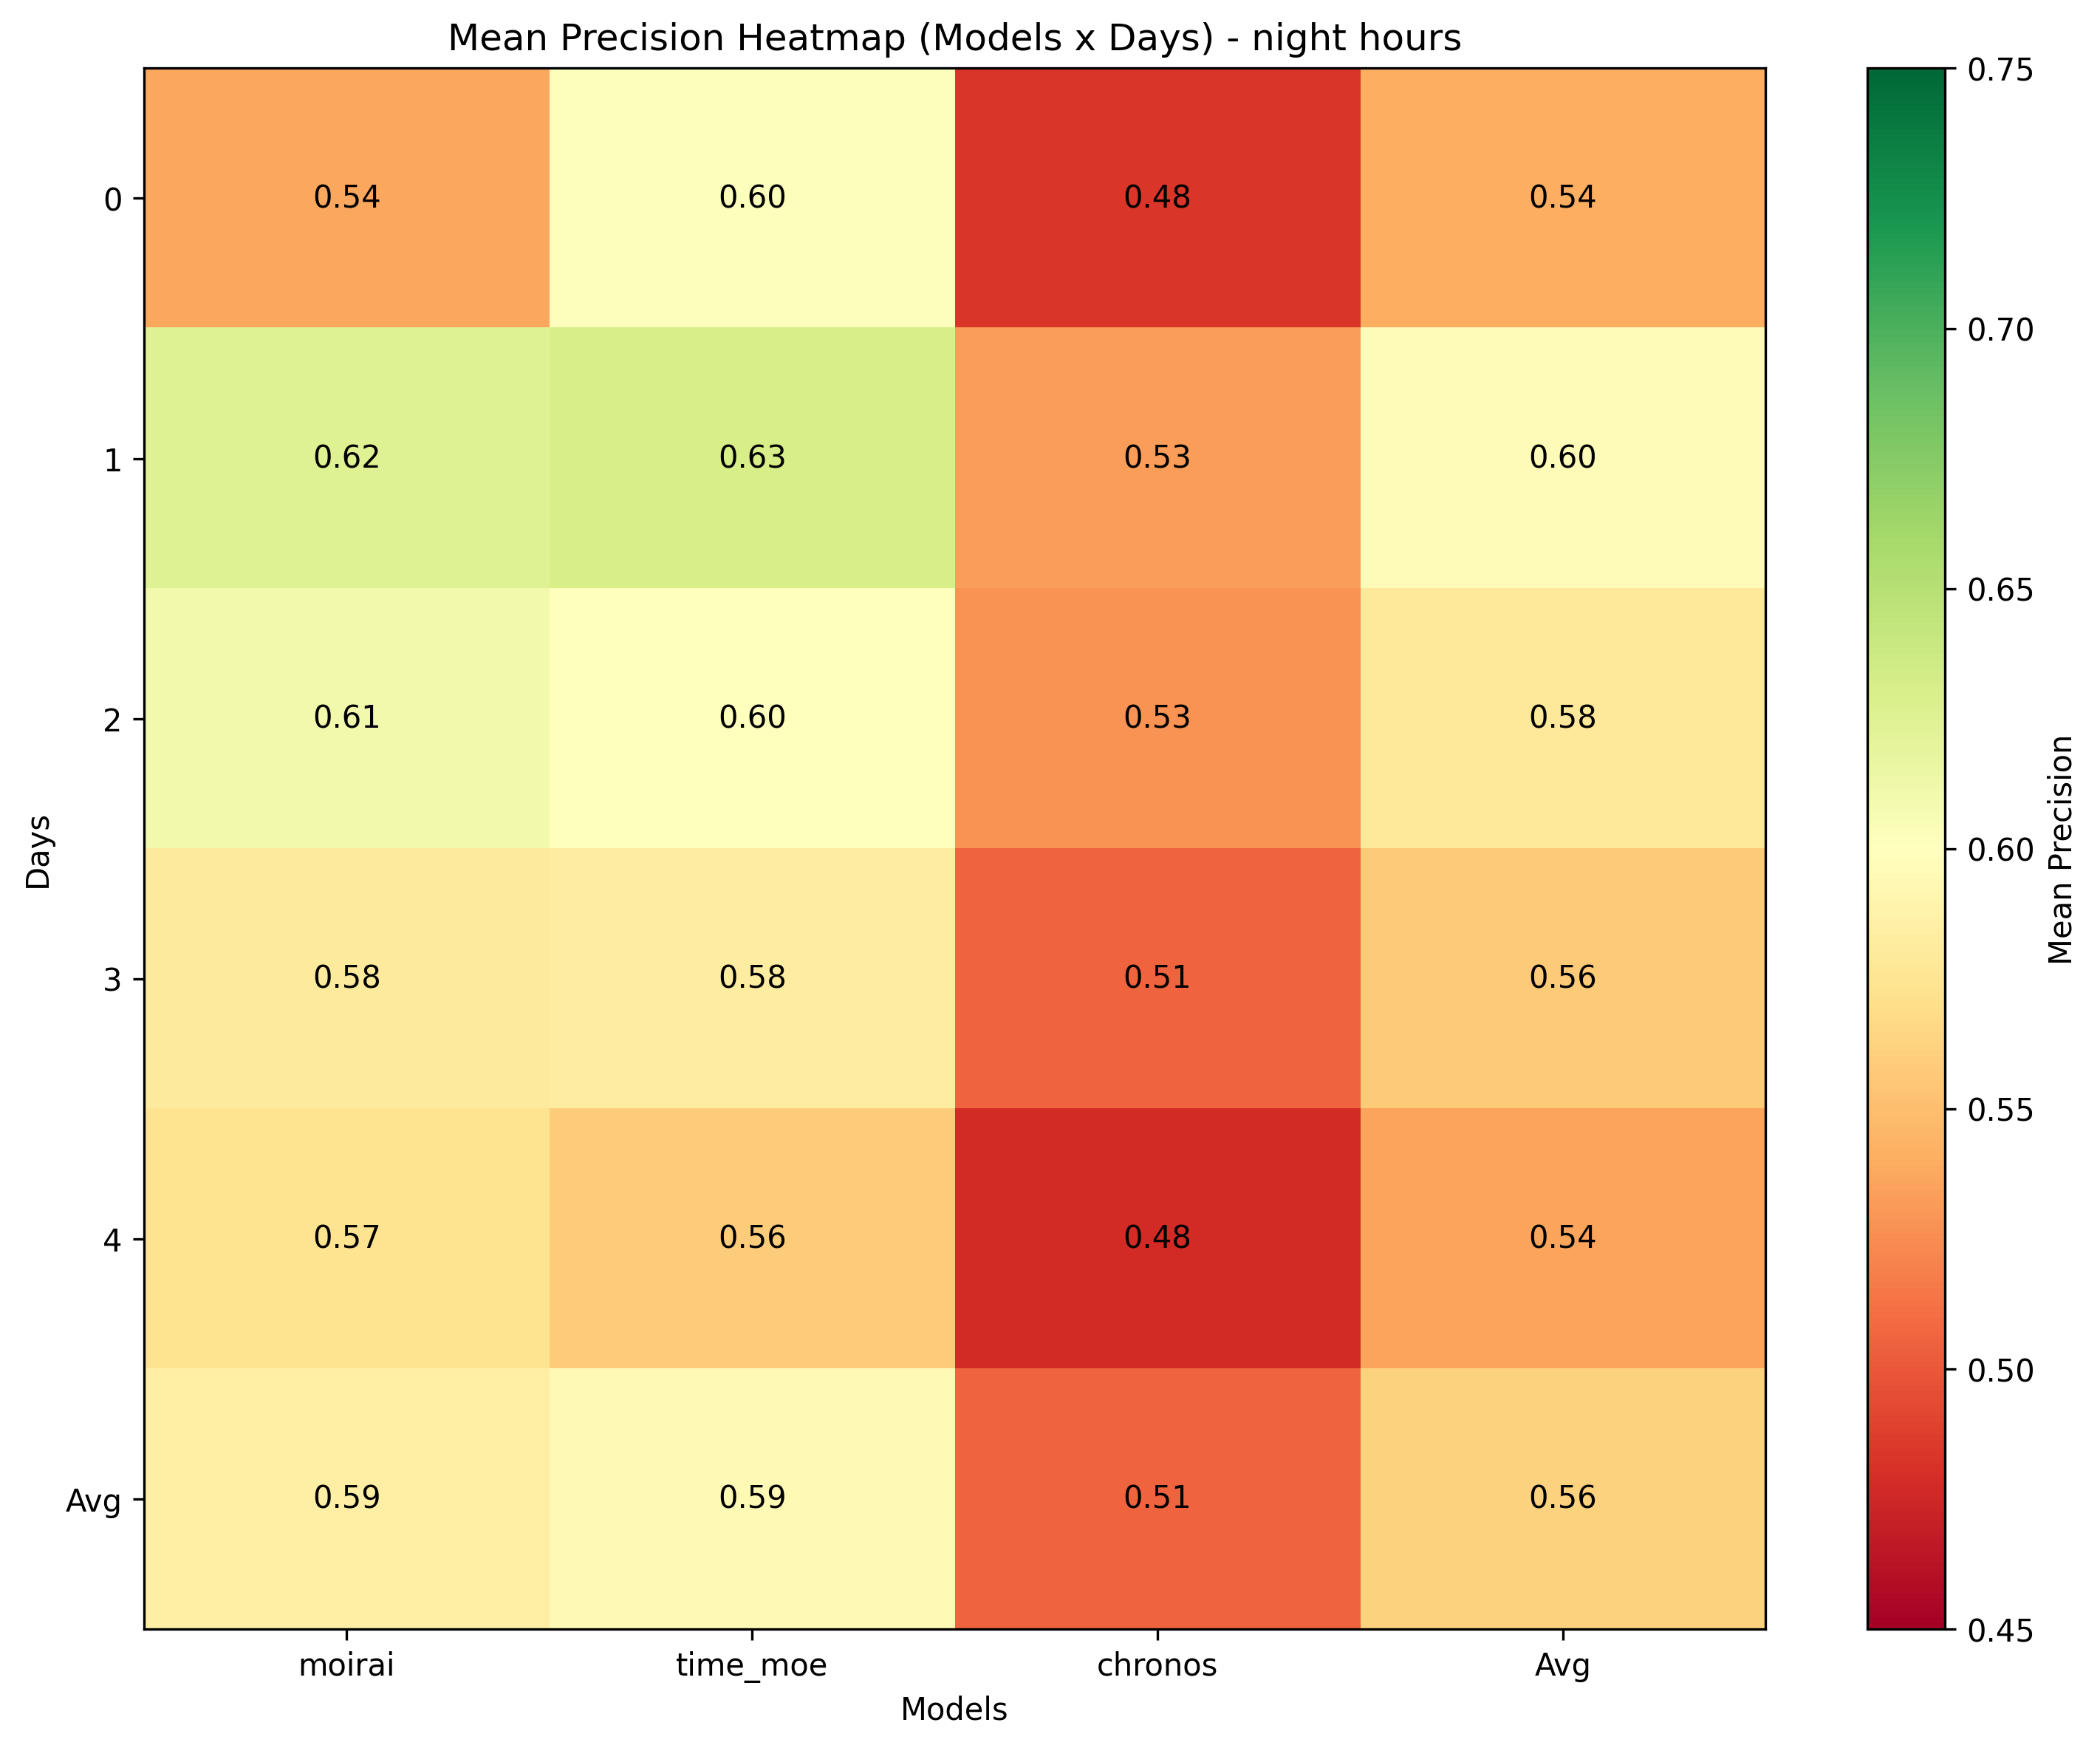 Mean Precision Heatmap (Models x Days) - night hours
0 0.54 0.60 0.48 0.54
1 0.62 0.63 0.53 0.60
2 0.61 0.60 0.53 0.58
3 0.58 0.58 0.51 0.56
4 0.57 0.56 0.48 0.54
Avg 0.59 0.59 0.51 0.56
moirai time_moe chronos Avg
Models
Days
0.75
0.70
0.65
0.60
0.55
0.50
0.45
Mean Precision